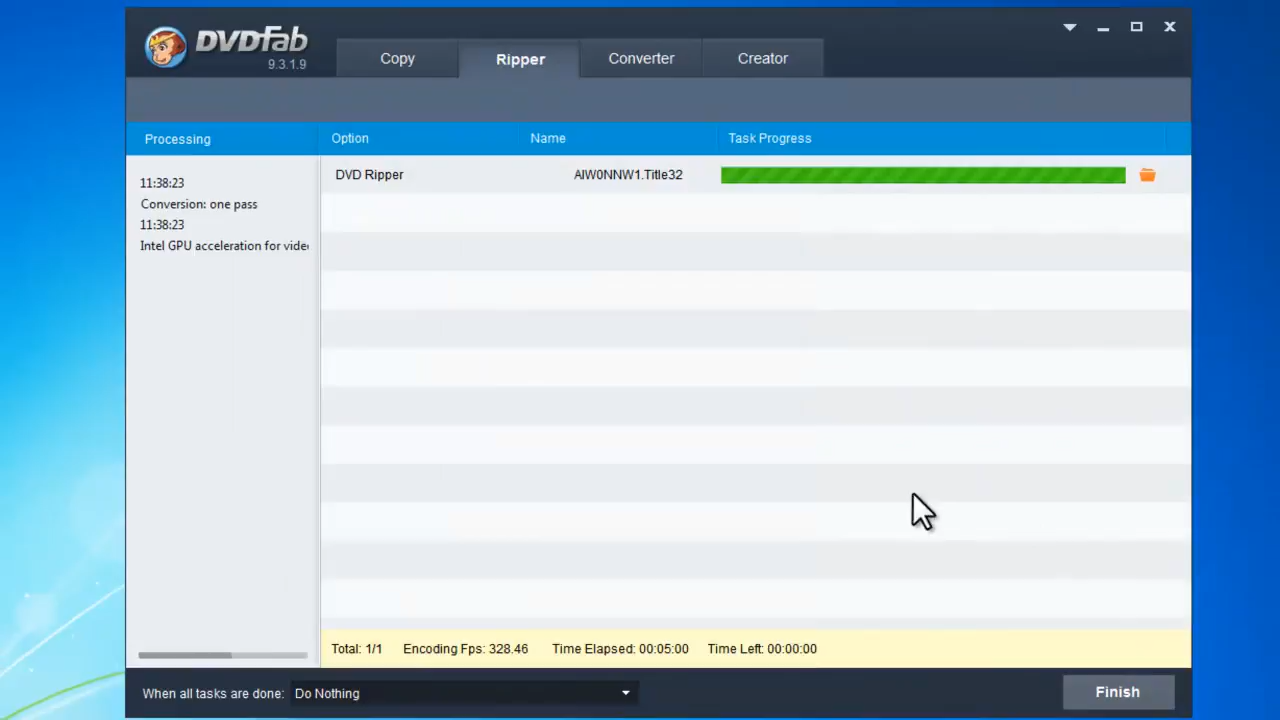 DVDFab
9.3.1.9
Copy
Ripper
Converter
Creator
Processing
Option
Name
Task Progress
11:38:23
Conversion: one pass
11:38:23
Intel GPU acceleration for
DVD Ripper
AIW0NNW1.Title32
Total: 1/1
Encoding Fps: 328.46
Time Elapsed: 00:05:00
Time Left: 00:00:00
When all tasks are done:
Do Nothing
Finish